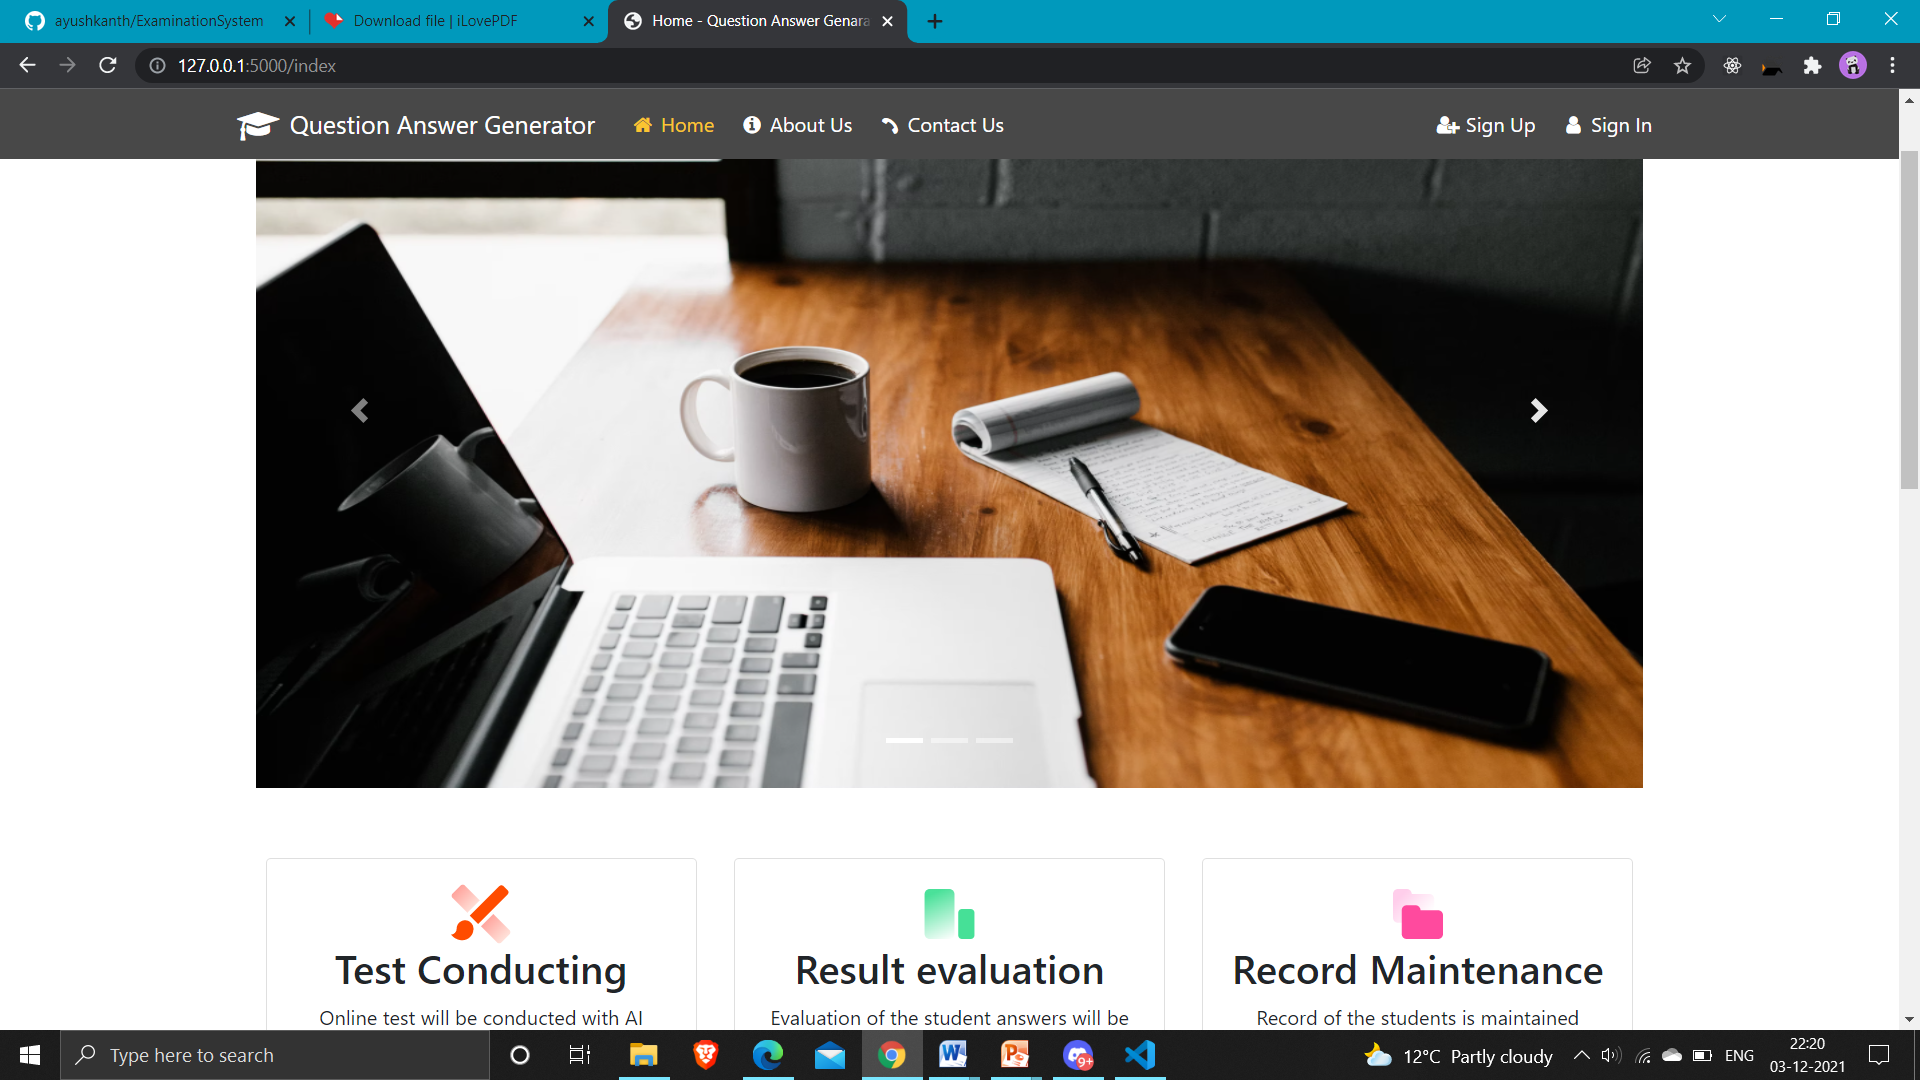 ayushkanth/ExaminationSystem
Download file | iLovePDF
Home - Question Answer Genara
127.0.0.1:5000/index
Question Answer Generator
Home
About Us
Contact Us
Sign Up
Sign In
Test Conducting
Result evaluation
Record Maintenance
Online test will be conducted with AI
Evaluation of the student answers will be
Record of the students is maintained
Type here to search
9+
12°C Partly cloudy
ENG
22:20
03-12-2021